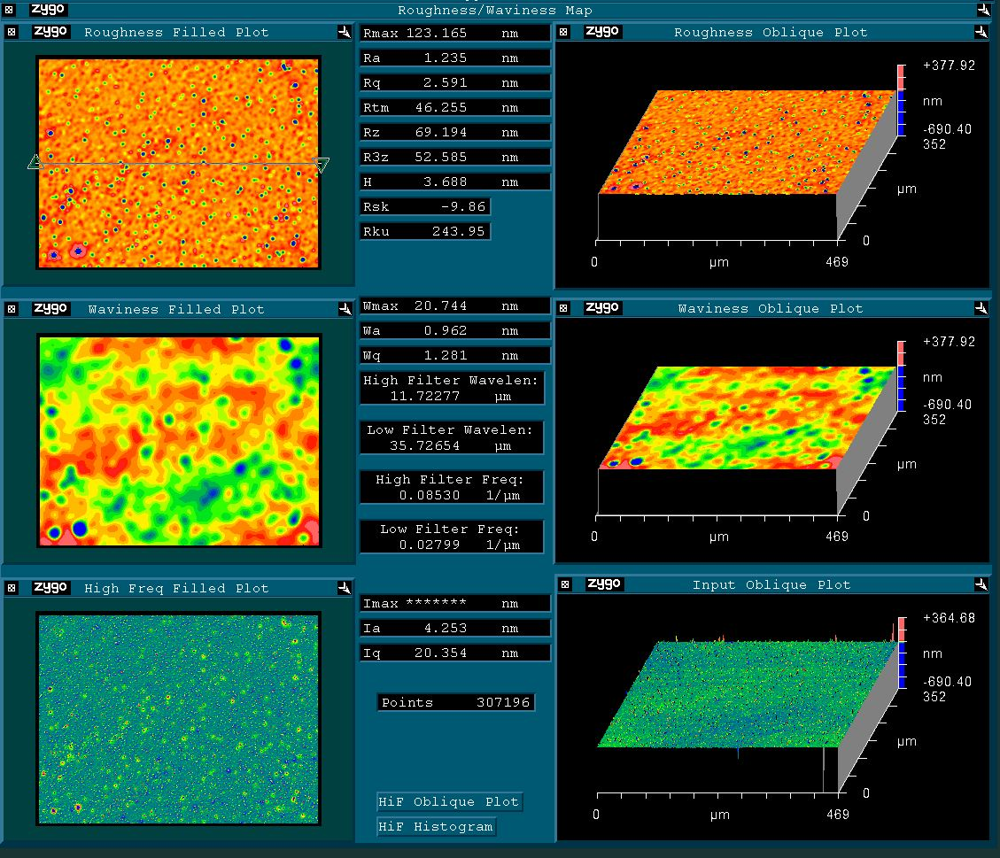 zygo Roughness/Waviness Map
zygo Roughness Filled Plot
Rmax 123.165 nm
Ra 1.235 nm
Rq 2.591 nm
Rtm 46.255 nm
Rz 69.194 nm
R3z 52.585 nm
H 3.688 nm
Rsk -9.86
Rku 243.95
zygo Roughness Oblique Plot
+377.92
nm
-690.40
352
µm
0
0 µm 469
zygo Waviness Filled Plot
Wmax 20.744 nm
Wa 0.962 nm
Wq 1.281 nm
High Filter Wavelen:
11.72277 µm
Low Filter Wavelen:
35.72654 µm
High Filter Freq:
0.08530 1/µm
Low Filter Freq:
0.02799 1/µm
zygo Waviness Oblique Plot
+377.92
nm
-690.40
352
µm
0
0 µm 469
zygo High Freq Filled Plot
Imax ******* nm
Ia 4.253 nm
Iq 20.354 nm
Points 307196
HiF Oblique Plot
HiF Histogram
zygo Input Oblique Plot
+364.68
nm
-690.40
352
µm
0
0 µm 469